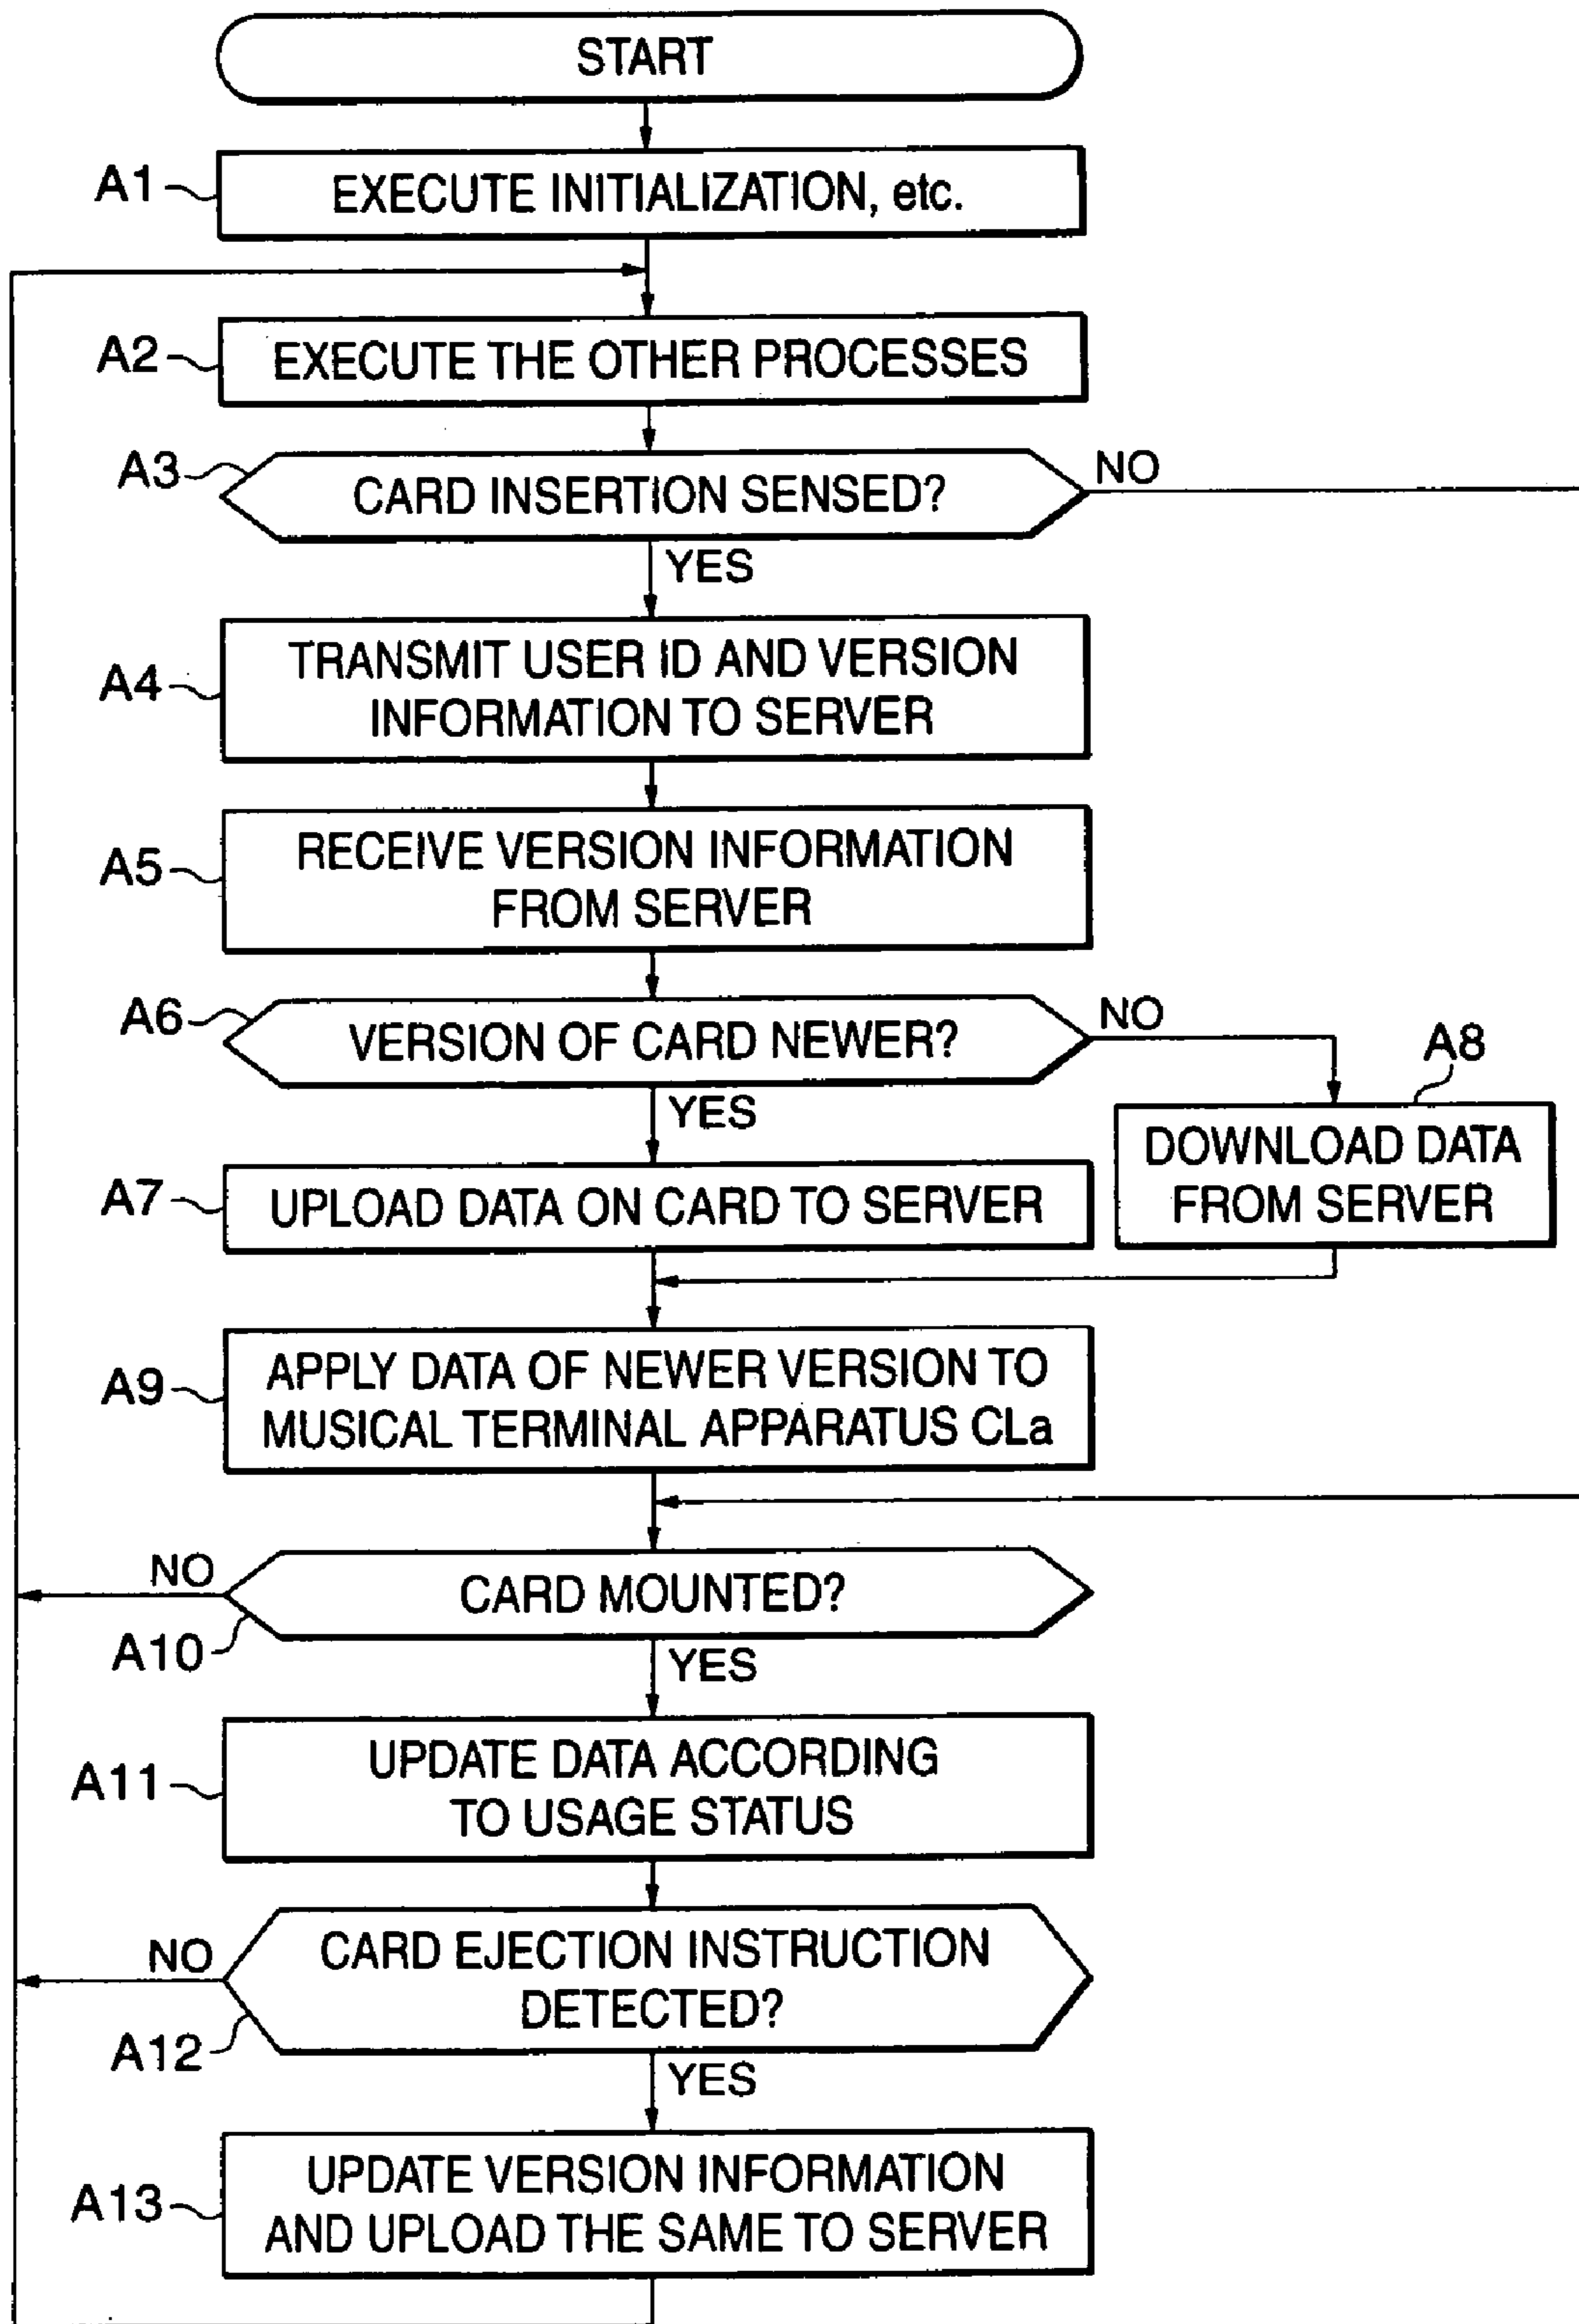 START
A1
EXECUTE INITIALIZATION, etc.
A2
EXECUTE THE OTHER PROCESSES
A3
CARD INSERTION SENSED?
NO
YES
A4
TRANSMIT USER ID AND VERSION
INFORMATION TO SERVER
A5
RECEIVE VERSION INFORMATION
FROM SERVER
A6
VERSION OF CARD NEWER?
NO
YES
A8
DOWNLOAD DATA
FROM SERVER
A7
UPLOAD DATA ON CARD TO SERVER
A9
APPLY DATA OF NEWER VERSION TO
MUSICAL TERMINAL APPARATUS CLa
NO
CARD MOUNTED?
A10
YES
A11
UPDATE DATA ACCORDING
TO USAGE STATUS
NO
CARD EJECTION INSTRUCTION
DETECTED?
A12
YES
A13
UPDATE VERSION INFORMATION
AND UPLOAD THE SAME TO SERVER